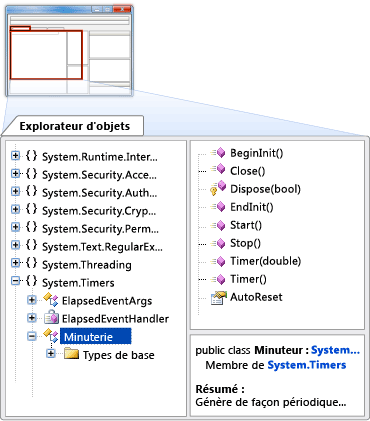 Explorateur d'objets
{} System.Runtime.Inter...
{} System.Security.Acce...
{} System.Security.Auth...
{} System.Security.Cryp...
{} System.Security.Perm...
{} System.Text.RegularEx...
{} System.Threading
{} System.Timers
ElapsedEventArgs
ElapsedEventHandler
Minuterie
Types de base
BeginInit()
Close()
Dispose(bool)
EndInit()
Start()
Stop()
Timer(double)
Timer()
AutoReset
public class Minuteur : System...
Membre de System.Timers
Résumé :
Génère de façon périodique...